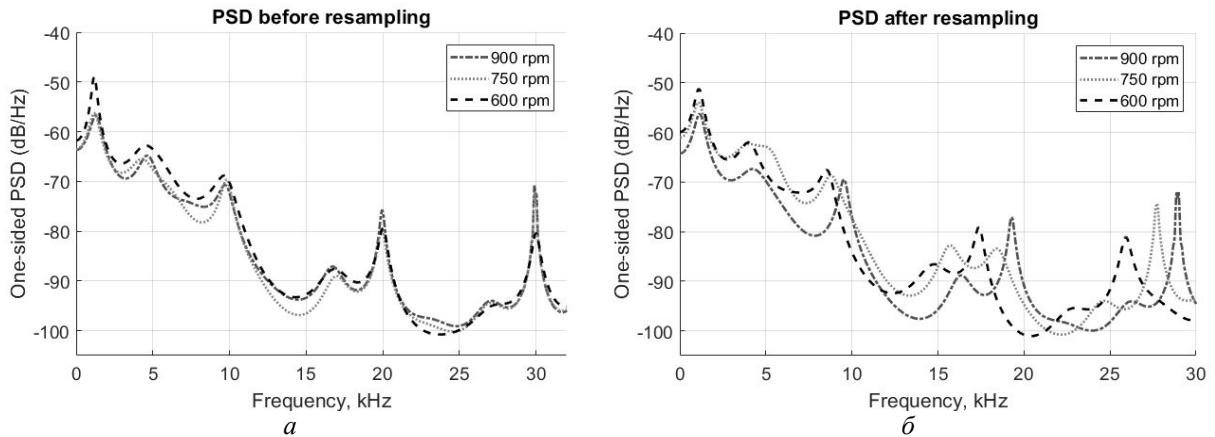 PSD before resampling
One-sided PSD (dB/Hz)
-40
-50
-60
-70
-80
-90
-100
0 5 10 15 20 25 30
Frequency, kHz
900 rpm
750 rpm
600 rpm
а
PSD after resampling
One-sided PSD (dB/Hz)
-40
-50
-60
-70
-80
-90
-100
0 5 10 15 20 25 30
Frequency, kHz
900 rpm
750 rpm
600 rpm
б